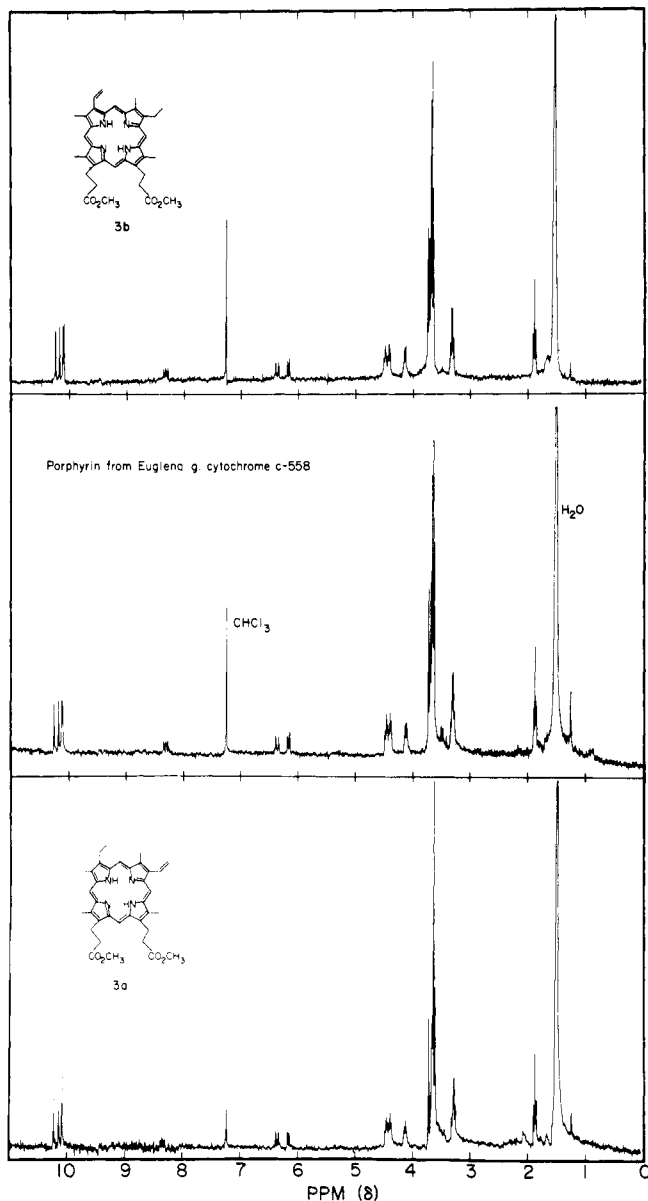 NH N
N HN
CO₂CH₃ CO₂CH₃
3b
Porphyrin from Euglena g. cytochrome c-558
H₂O
CHCl₃
NH N
N HN
CO₂CH₃ CO₂CH₃
3a
10 9 8 7 6 5 4 3 2 1 0
PPM (δ)